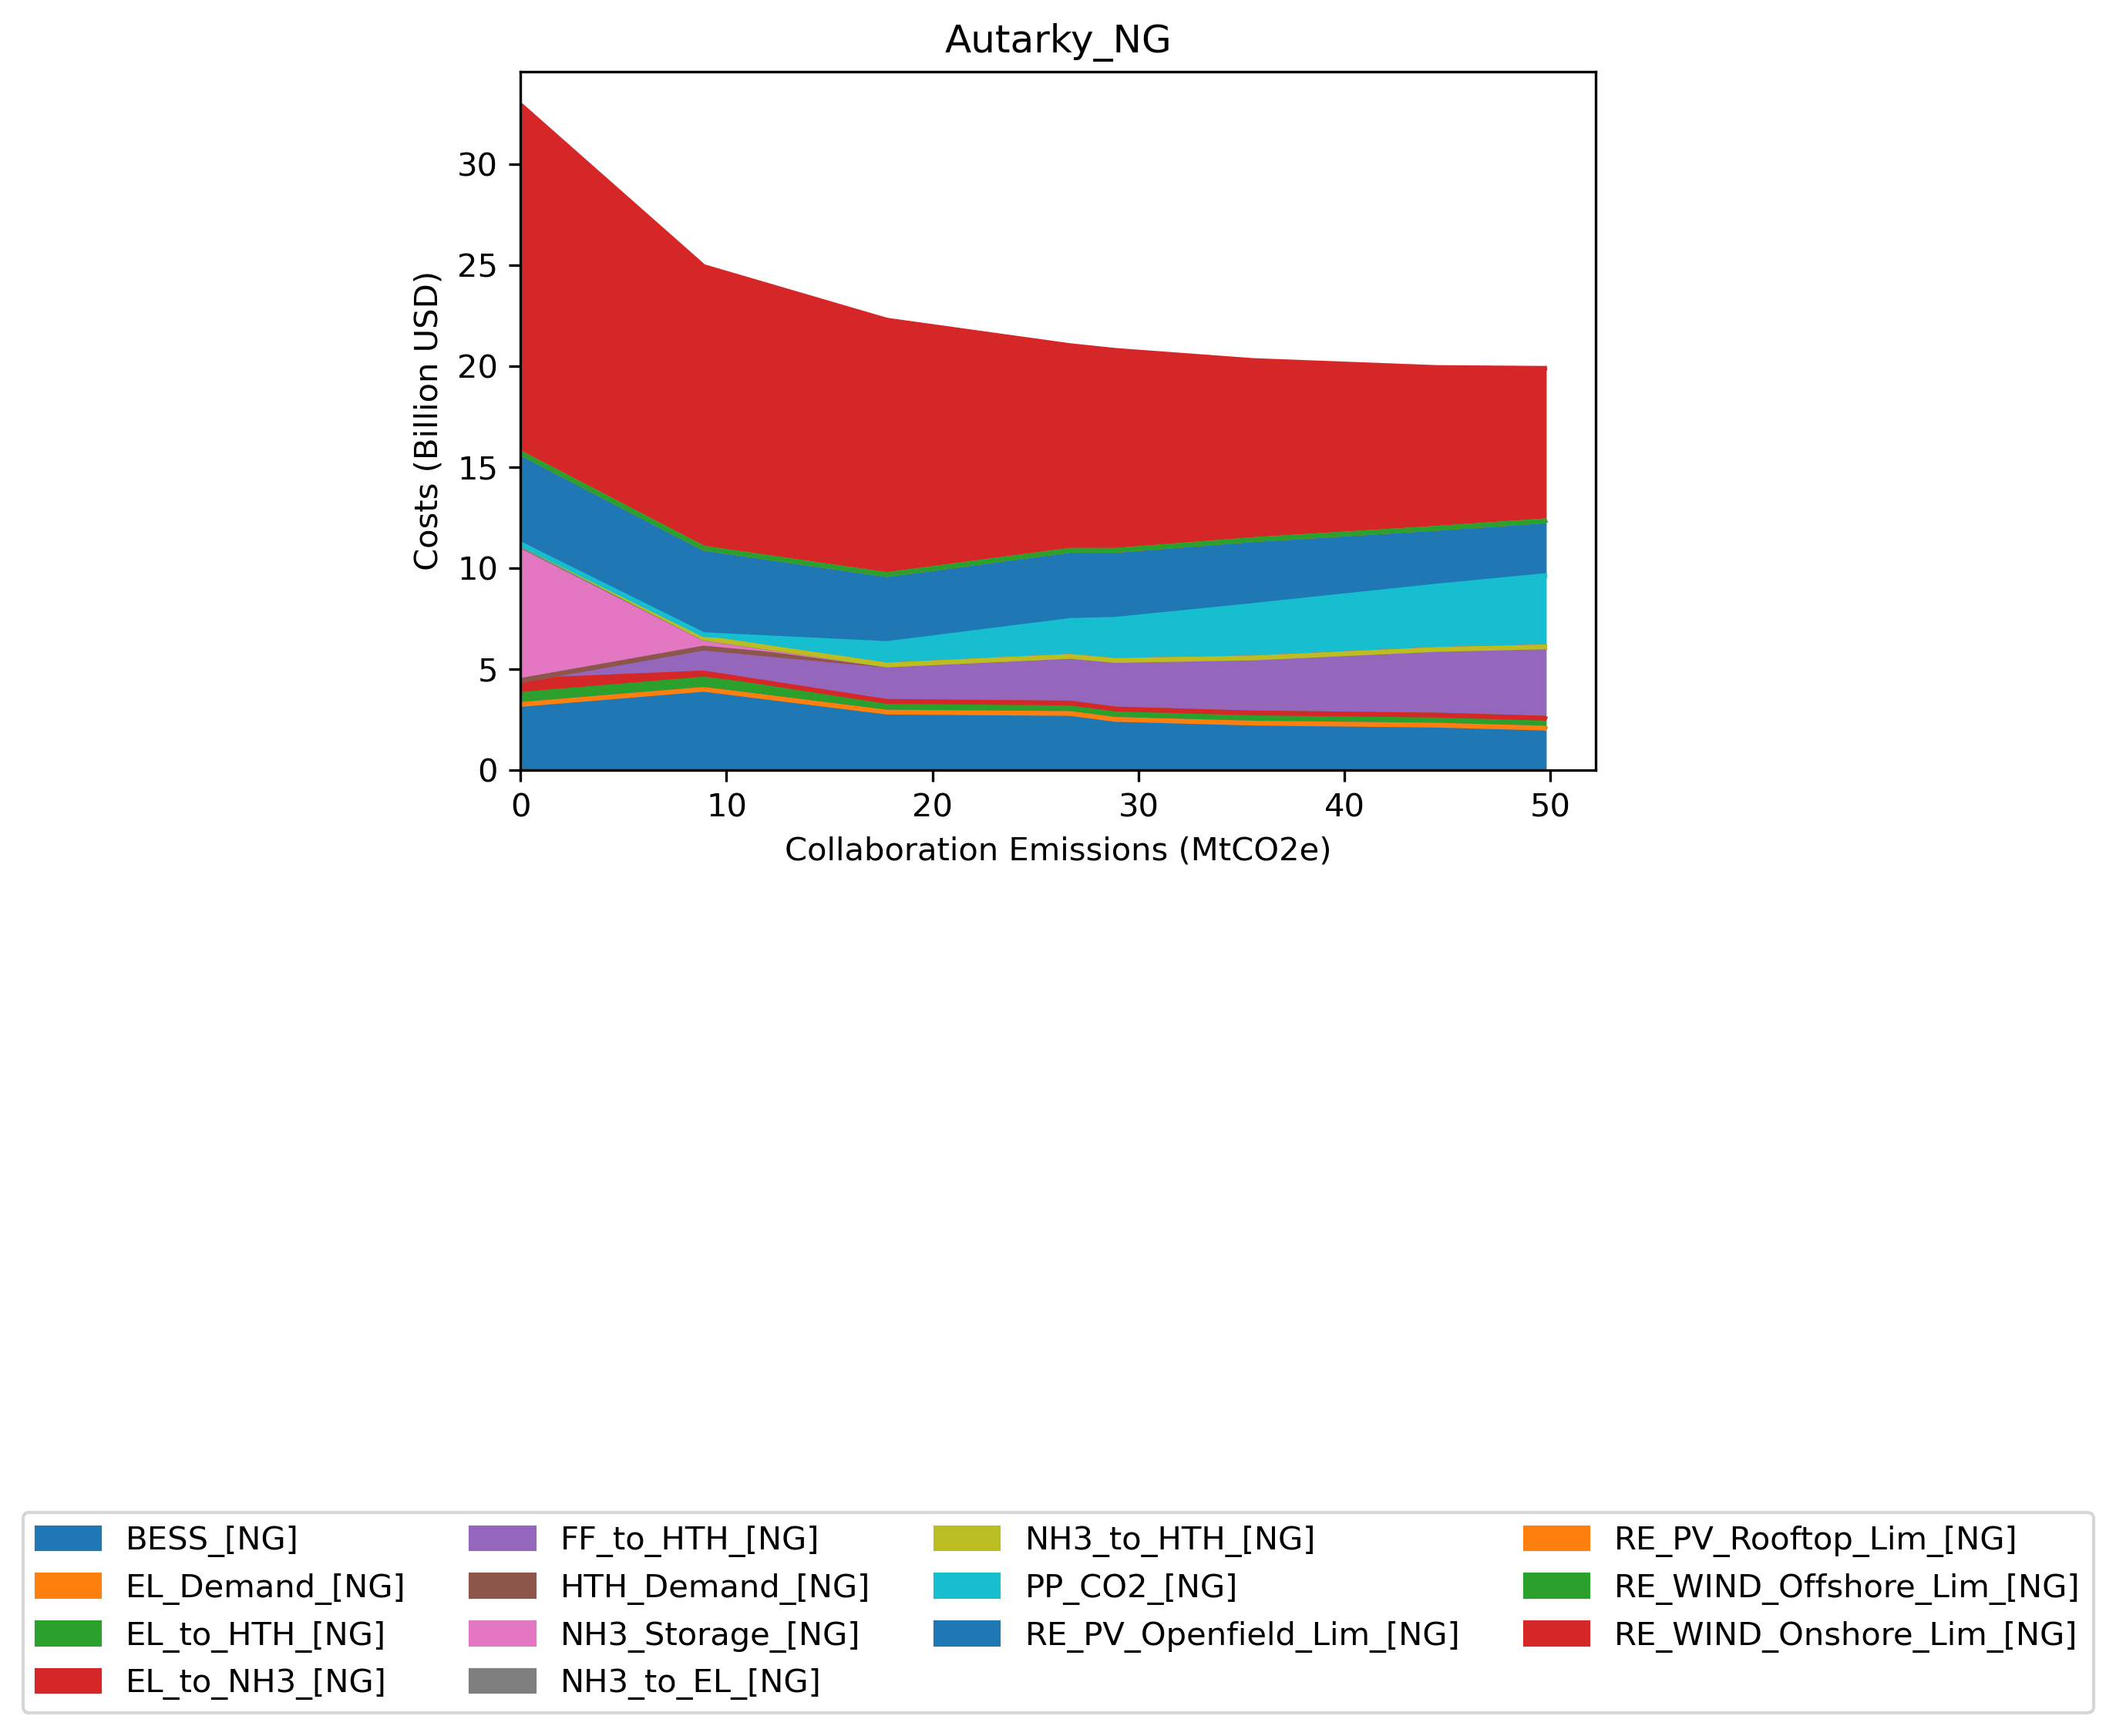 Autarky_NG
30
25
20
15
10
5
0
Costs (Billion USD)
0 10 20 30 40 50
Collaboration Emissions (MtCO2e)
BESS_[NG]
EL_Demand_[NG]
EL_to_HTH_[NG]
EL_to_NH3_[NG]
FF_to_HTH_[NG]
HTH_Demand_[NG]
NH3_Storage_[NG]
NH3_to_EL_[NG]
NH3_to_HTH_[NG]
PP_CO2_[NG]
RE_PV_Openfield_Lim_[NG]
RE_PV_Rooftop_Lim_[NG]
RE_WIND_Offshore_Lim_[NG]
RE_WIND_Onshore_Lim_[NG]